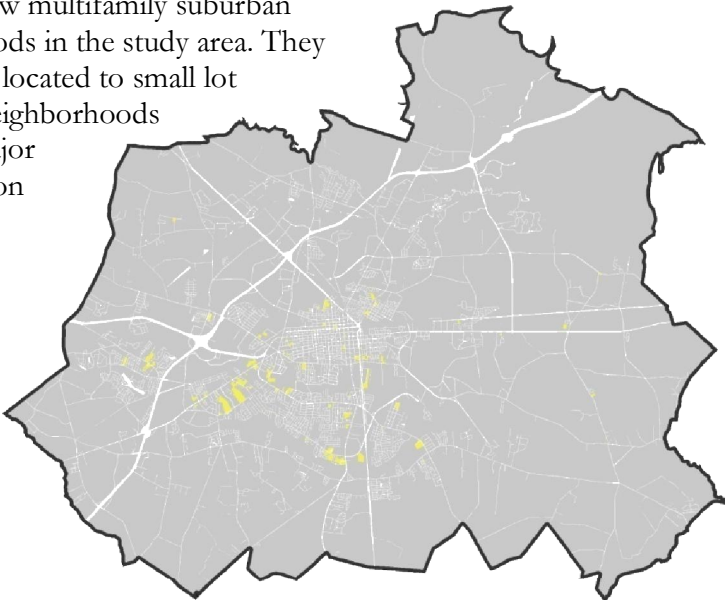 w multifamily suburban
ods in the study area. They
located to small lot
eighborhoods
jor
on